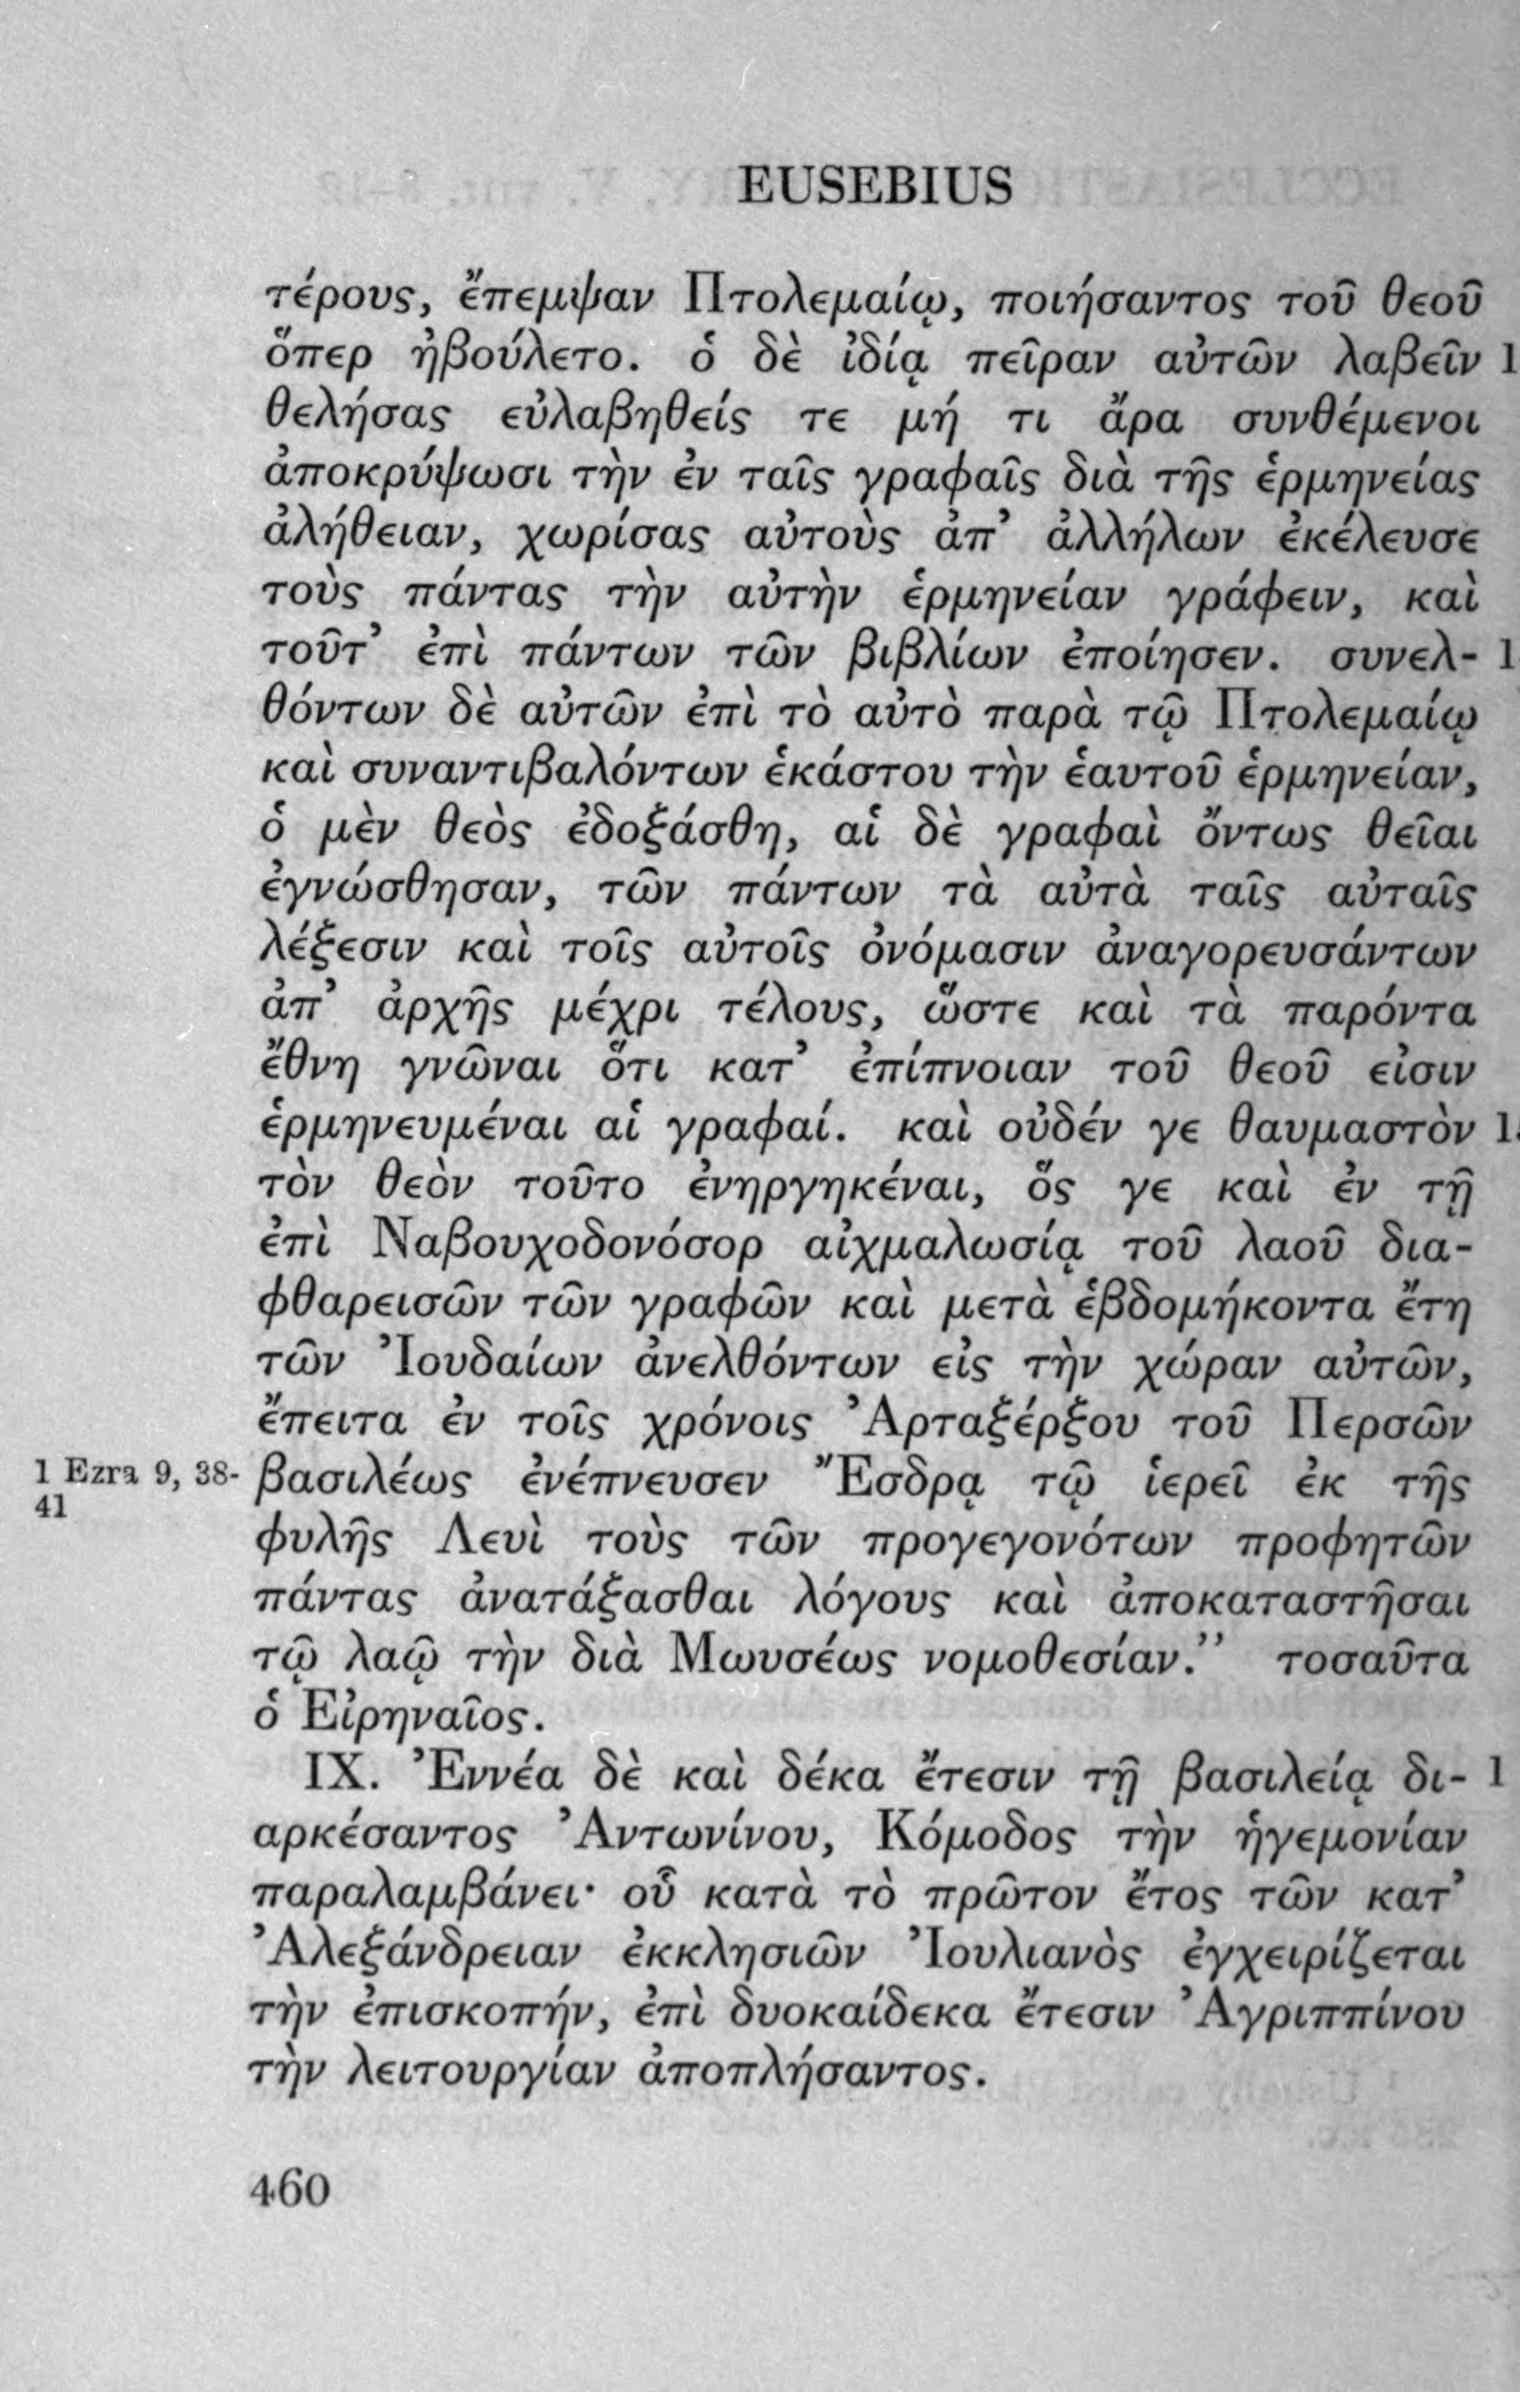 EUSEBIUS
τέρους, ἔπεμψαν Πτολεμαίῳ, ποιήσαντος τοῦ θεοῦ
ὅπερ ἠβούλετο. ὁ δὲ ἰδίᾳ πεῖραν αὐτῶν λαβεῖν 1
θελήσας εὐλαβηθείς τε μή τι ἄρα συνθέμενοι
ἀποκρύψωσι τὴν ἐν ταῖς γραφαῖς διὰ τῆς ἑρμηνείας
ἀλήθειαν, χωρίσας αὐτοὺς ἀπ’ ἀλλήλων ἐκέλευσε
τοὺς πάντας τὴν αὐτὴν ἑρμηνείαν γράφειν, καὶ
τοῦτ’ ἐπὶ πάντων τῶν βιβλίων ἐποίησεν. συνελ- 1
θόντων δὲ αὐτῶν ἐπὶ τὸ αὐτὸ παρὰ τῷ Πτολεμαίῳ
καὶ συναντιβαλόντων ἑκάστου τὴν ἑαυτοῦ ἑρμηνείαν,
ὁ μὲν θεὸς ἐδοξάσθη, αἱ δὲ γραφαὶ ὄντως θεῖαι
ἐγνώσθησαν, τῶν πάντων τὰ αὐτὰ ταῖς αὐταῖς
λέξεσιν καὶ τοῖς αὐτοῖς ὀνόμασιν ἀναγορευσάντων
ἀπ’ ἀρχῆς μέχρι τέλους, ὥστε καὶ τὰ παρόντα
ἔθνη γνῶναι ὅτι κατ’ ἐπίπνοιαν τοῦ θεοῦ εἰσιν
ἑρμηνευμέναι αἱ γραφαί. καὶ οὐδέν γε θαυμαστὸν 1
τὸν θεὸν τοῦτο ἐνηργηκέναι, ὅς γε καὶ ἐν τῇ
ἐπὶ Ναβουχοδονόσορ αἰχμαλωσίᾳ τοῦ λαοῦ δια-
φθαρεισῶν τῶν γραφῶν καὶ μετὰ ἑβδομήκοντα ἔτη
τῶν Ἰουδαίων ἀνελθόντων εἰς τὴν χώραν αὐτῶν,
ἔπειτα ἐν τοῖς χρόνοις Ἀρταξέρξου τοῦ Περσῶν
1 Ezra 9, 38- βασιλέως ἐνέπνευσεν Ἔσδρᾳ τῷ ἱερεῖ ἐκ τῆς
41
φυλῆς Λευὶ τοὺς τῶν προγεγονότων προφητῶν
πάντας ἀνατάξασθαι λόγους καὶ ἀποκαταστῆσαι
τῷ λαῷ τὴν διὰ Μωυσέως νομοθεσίαν.” τοσαῦτα
ὁ Εἰρηναῖος.
IX. Ἐννέα δὲ καὶ δέκα ἔτεσιν τῇ βασιλείᾳ δι- 1
αρκέσαντος Ἀντωνίνου, Κόμοδος τὴν ἡγεμονίαν
παραλαμβάνει· οὗ κατὰ τὸ πρῶτον ἔτος τῶν κατ’
Ἀλεξάνδρειαν ἐκκλησιῶν Ἰουλιανὸς ἐγχειρίζεται
τὴν ἐπισκοπήν, ἐπὶ δυοκαίδεκα ἔτεσιν Ἀγριππίνου
τὴν λειτουργίαν ἀποπλήσαντος.
460